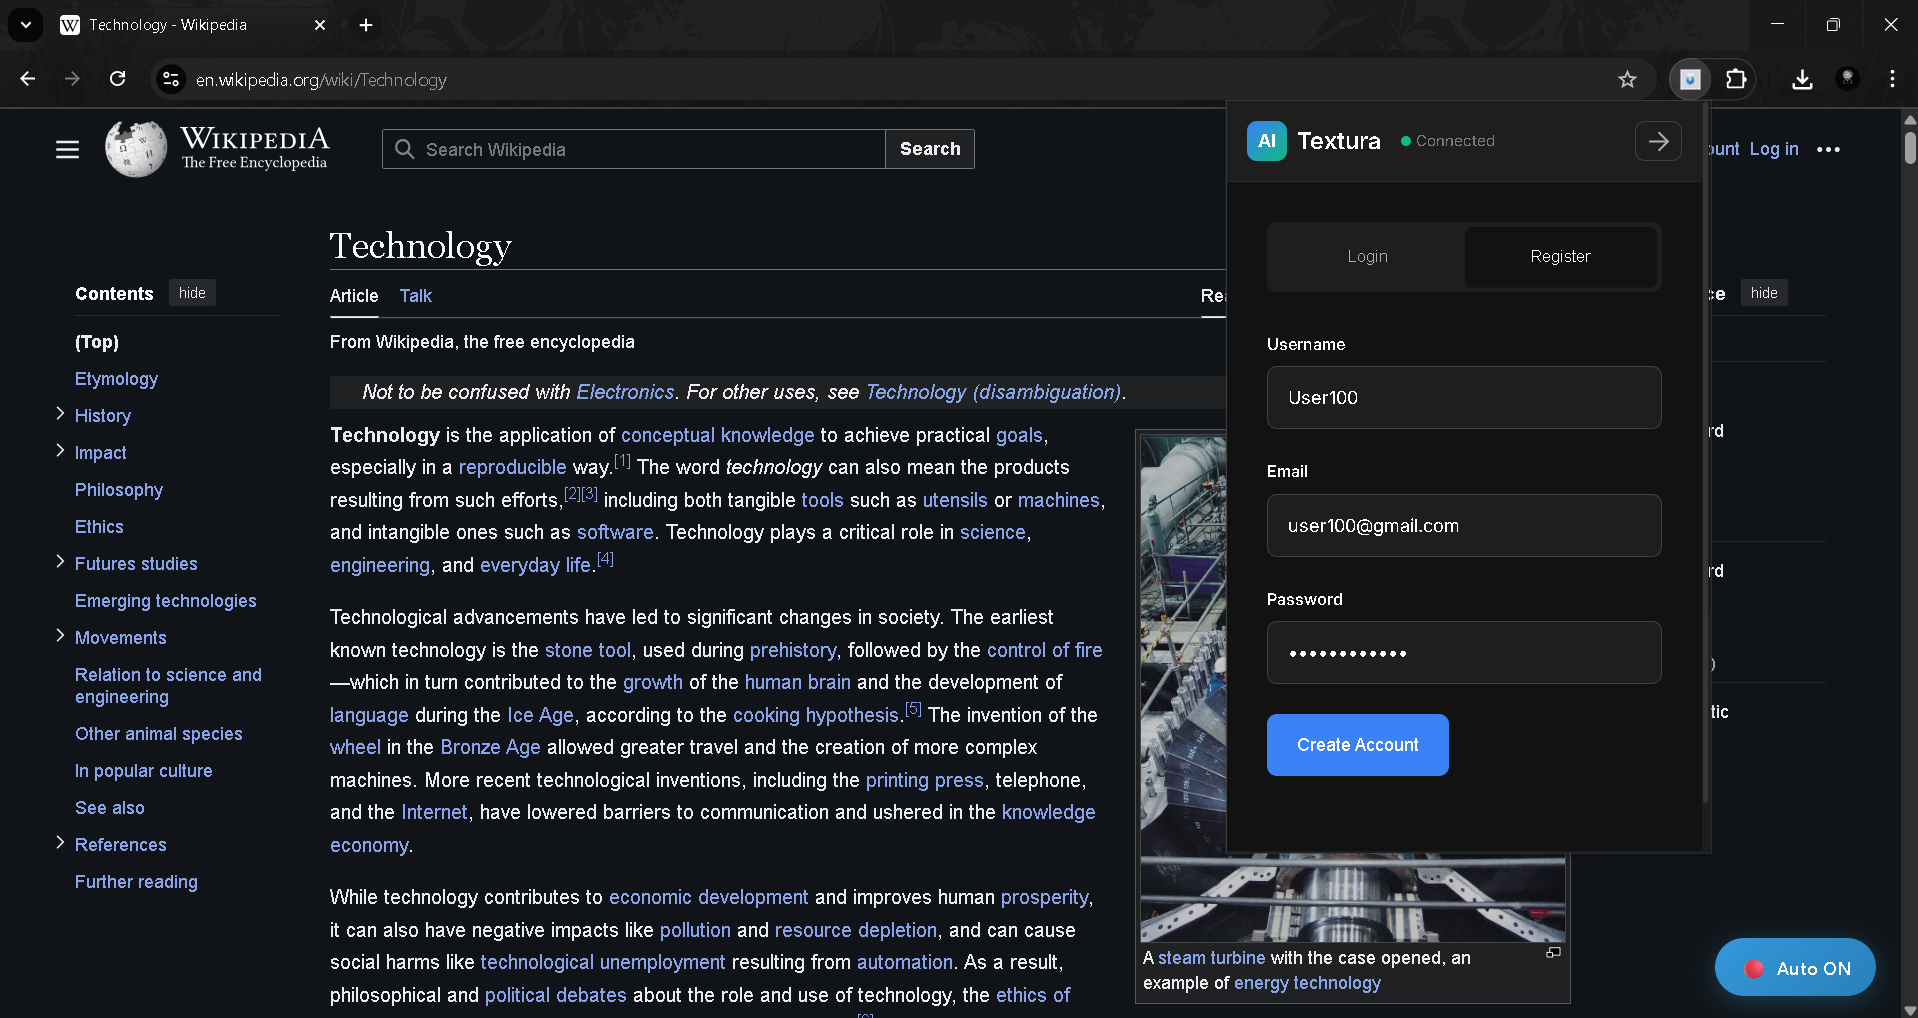 Technology - Wikipedia
en.wikipedia.org/wiki/Technology
WIKIPEDIA
The Free Encyclopedia
Search Wikipedia
Search
Log in
AI Textura
Connected
Login
Register
Username
User100
Email
user100@gmail.com
Password
Create Account
Contents
hide
(Top)
Etymology
History
Impact
Philosophy
Ethics
Futures studies
Emerging technologies
Movements
Relation to science and
engineering
Other animal species
In popular culture
See also
References
Further reading
Technology
Article Talk
From Wikipedia, the free encyclopedia
Not to be confused with Electronics. For other uses, see Technology (disambiguation).
Technology is the application of conceptual knowledge to achieve practical goals,
especially in a reproducible way.[1] The word technology can also mean the products
resulting from such efforts,[2][3] including both tangible tools such as utensils or machines,
and intangible ones such as software. Technology plays a critical role in science,
engineering, and everyday life.[4]
Technological advancements have led to significant changes in society. The earliest
known technology is the stone tool, used during prehistory, followed by the control of fire
—which in turn contributed to the growth of the human brain and the development of
language during the Ice Age, according to the cooking hypothesis.[5] The invention of the
wheel in the Bronze Age allowed greater travel and the creation of more complex
machines. More recent technological inventions, including the printing press, telephone,
and the Internet, have lowered barriers to communication and ushered in the knowledge
economy.
While technology contributes to economic development and improves human prosperity,
it can also have negative impacts like pollution and resource depletion, and can cause
social harms like technological unemployment resulting from automation. As a result,
philosophical and political debates about the role and use of technology, the ethics of
A steam turbine with the case opened, an
example of energy technology
hide
Auto ON